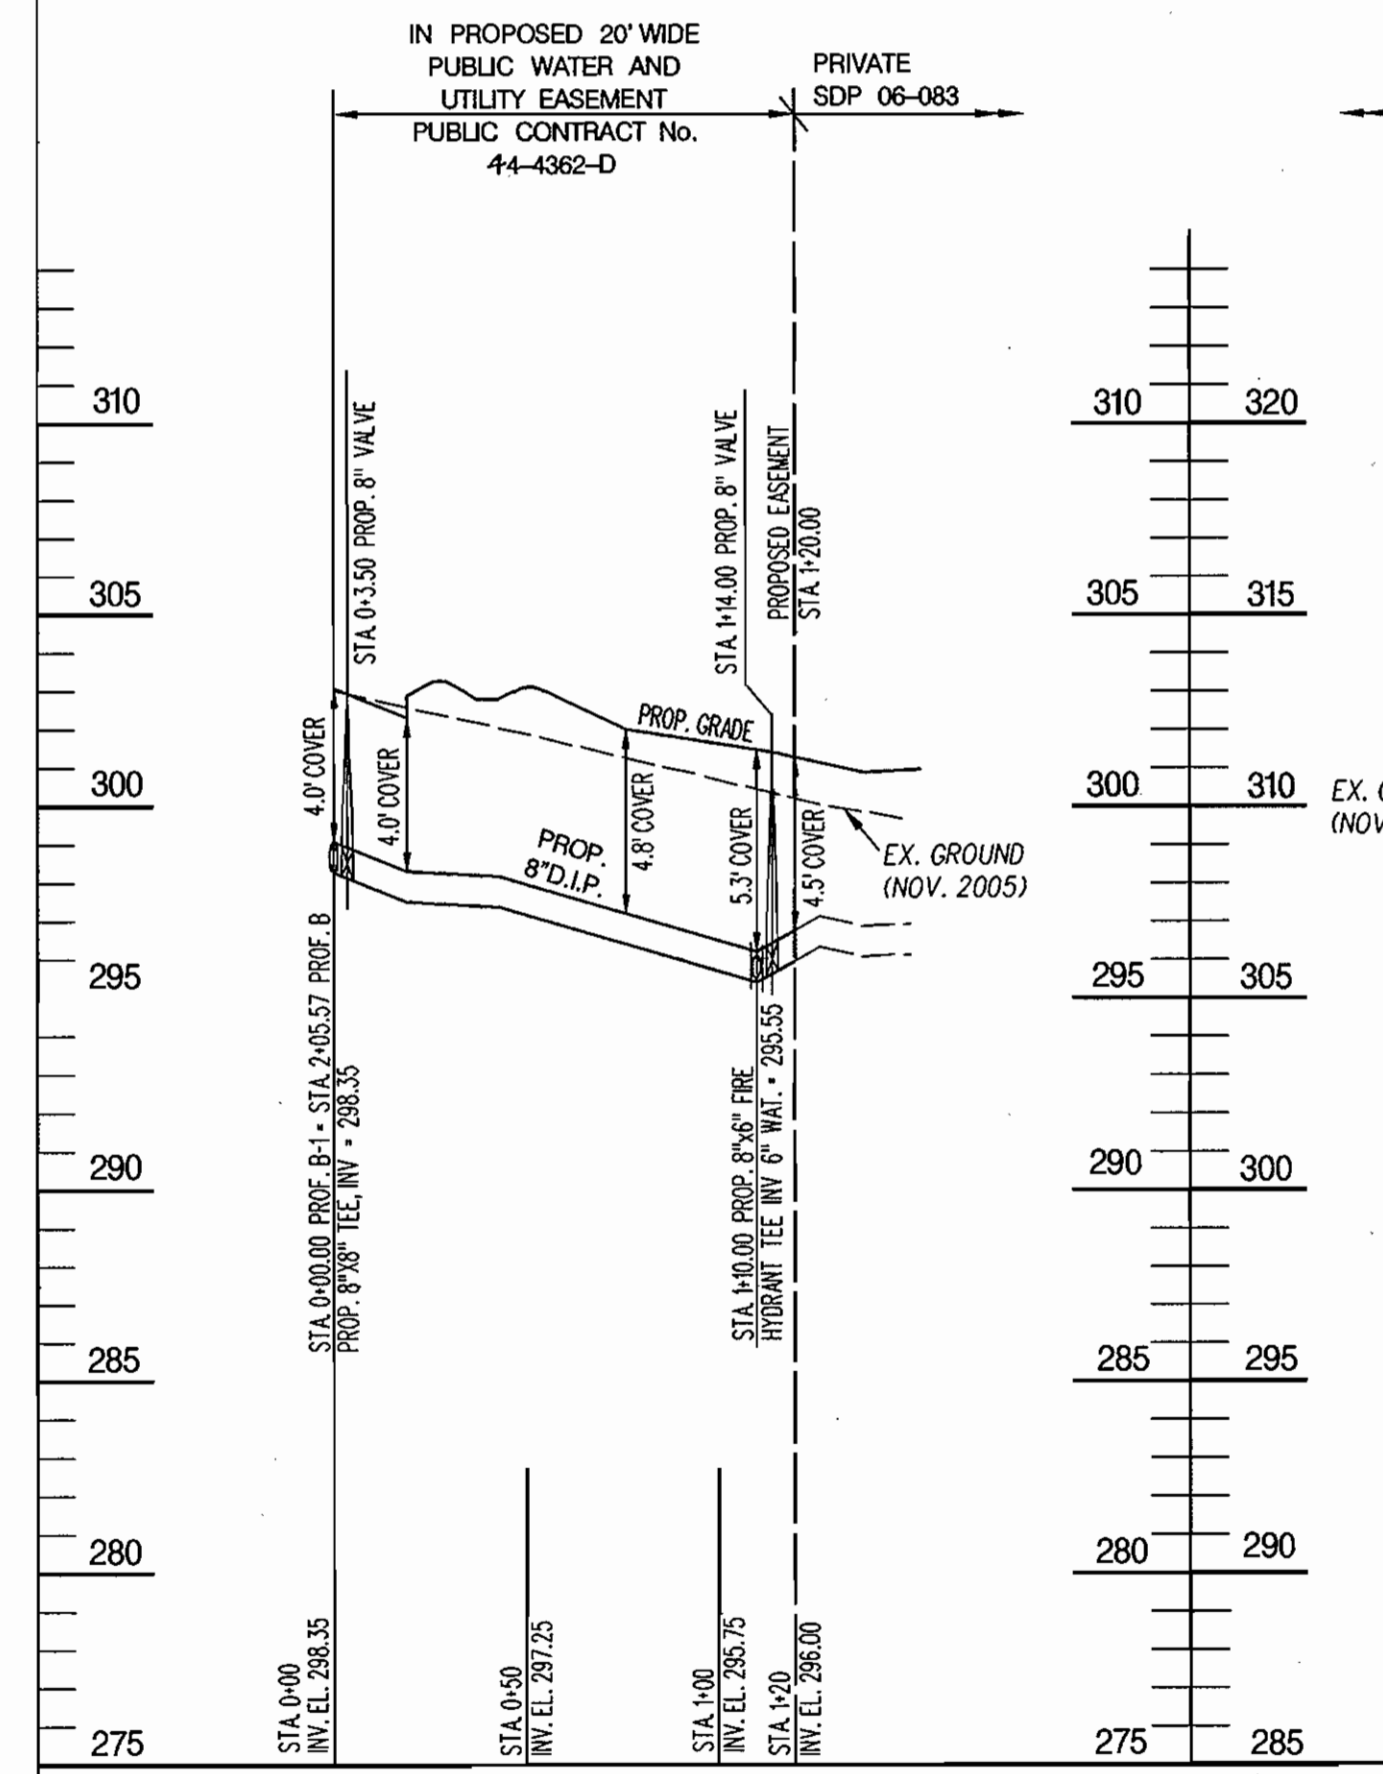 IN PROPOSED 20' WIDE
PUBLIC WATER AND
UTILITY EASEMENT
PUBLIC CONTRACT No.
44-4362-D
PRIVATE
SDP 06-083
310
305
300
295
290
285
280
275
STA 0+3.50 PROP. 8" VALVE
STA 1+14.00 PROP. 8" VALVE
PROPOSED EASEMENT
STA 1+20.00
4.0' COVER
4.0' COVER
4.8' COVER
5.3' COVER
4.5' COVER
PROP. GRADE
PROP.
8" D.I.P.
EX. GROUND
(NOV. 2005)
STA 0+00.00 PROF. B-1 = STA 2+05.57 PROF. B
PROP. 8"X8" TEE, INV = 298.35
STA 1+10.00 PROP. 8"x6" FIRE
HYDRANT TEE INV 6" WAT. = 295.55
STA 0+00
INV. EL. 298.35
STA 0+50
INV. EL. 297.25
STA 1+00
INV. EL. 295.75
STA 1+20
INV. EL. 296.00
310 320
305 315
300 310
295 305
290 300
285 295
280 290
275 285
EX.
(NOV